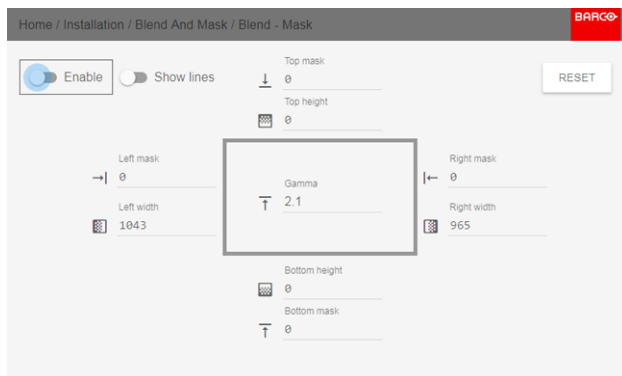 Home / Installation / Blend And Mask / Blend - Mask
BARCO
Enable
Show lines
Top mask
0
RESET
Top height
0
Left mask
0
Left width
1043
Gamma
2.1
Right mask
0
Right width
965
Bottom height
0
Bottom mask
0